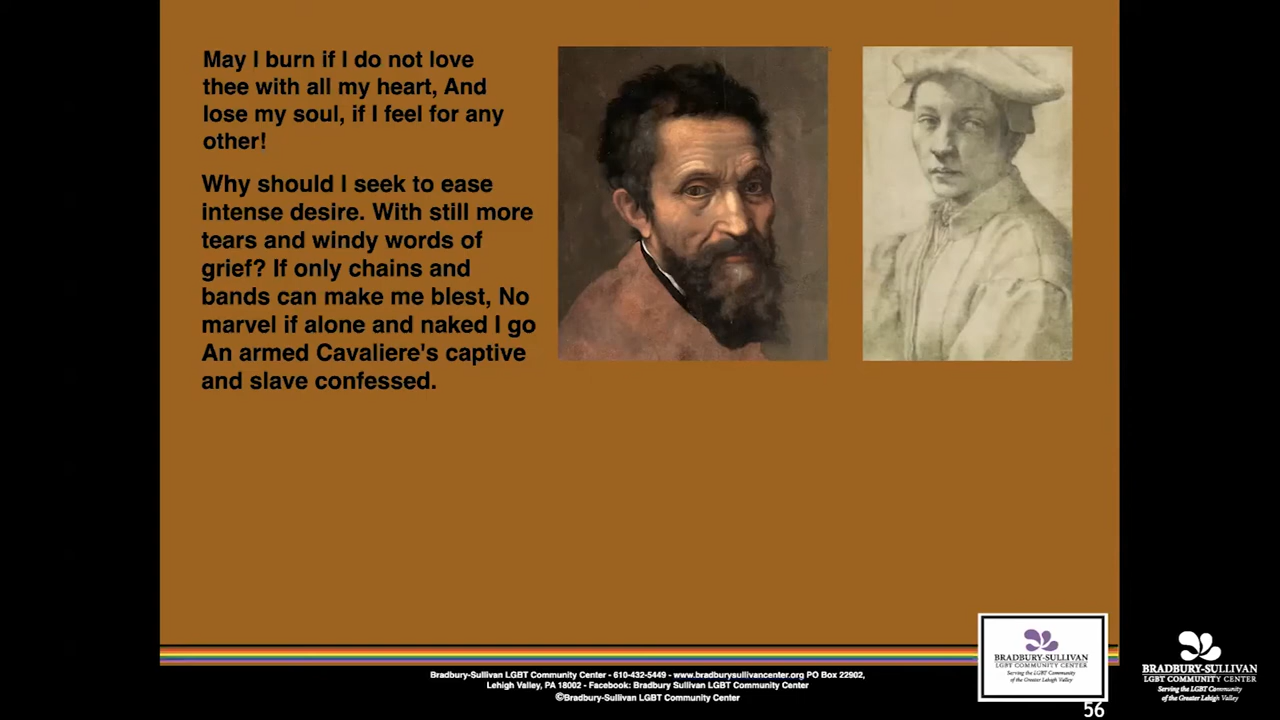 May I burn if I do not love
thee with all my heart, And
lose my soul, if I feel for any
other!
Why should I seek to ease
intense desire. With still more
tears and windy words of
grief? If only chains and
bands can make me blest, No
marvel if alone and naked I go
An armed Cavaliere's captive
and slave confessed.
BRADBURY-SULLIVAN
LGBT COMMUNITY CENTER
Serving the LGBT Community
of the Greater Lehigh Valley
Bradbury-Sullivan LGBT Community Center - 610-432-5449 - www.bradburysullivancenter.org PO Box 22902,
Lehigh Valley, PA 18002 - Facebook: Bradbury Sullivan LGBT Community Center
©Bradbury-Sullivan LGBT Community Center
56
BRADBURY-SULLIVAN
LGBT COMMUNITY CENTER
Serving the LGBT Community
of the Greater Lehigh Valley